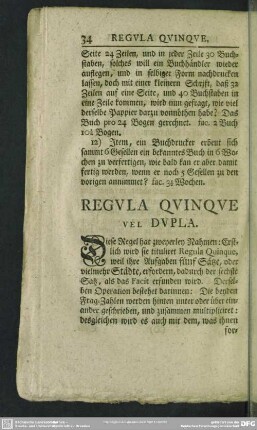 34 REGVLA QVINQVE.
Seite 24 Zeilen, und in jeder Zeile 30 Buch-
staben, solches will ein Buchhändler wieder
auflegen, und in selbiger Form nachdrucken
lassen, doch mit einer kleinern Schrift, daß 32
Zeilen auf eine Seite, und 40 Buchstaben in
eine Zeile kommen, wird nun gefragt, wie viel
derselbe Pappier darzu vonnöthen habe? Das
Buch pro 24 Bogen gerechnet. fac. 2 Buch
10⅘ Bogen.
12) Item, ein Buchdrucker erbeut sich
sammt 6 Gesellen ein bekanntes Buch in 6 Wo-
chen zu verfertigen, wie bald kan er aber damit
fertig werden, wenn er noch 5 Gesellen zu den
vorigen annimmet? fac. Wochen.
REGVLA QVINQVE
VEL DVPLA.
Diese Regel hat zweyerley Nahmen: Erst-
lich wird sie tituliert Regula Quinque,
weil ihre Aufgaben fünf Sätze, oder
vielmehr Stücke, erfordern, dadurch der sechste
Satz, als das Facit erfunden wird. Dersel-
ben Operation bestehet darinnen: Die beyden
Frag-Zahlen werden hinten unter oder über ein-
ander geschrieben, und zusammen multipliciret:
desgleichen wird es auch mit dem, was ihnen
for-